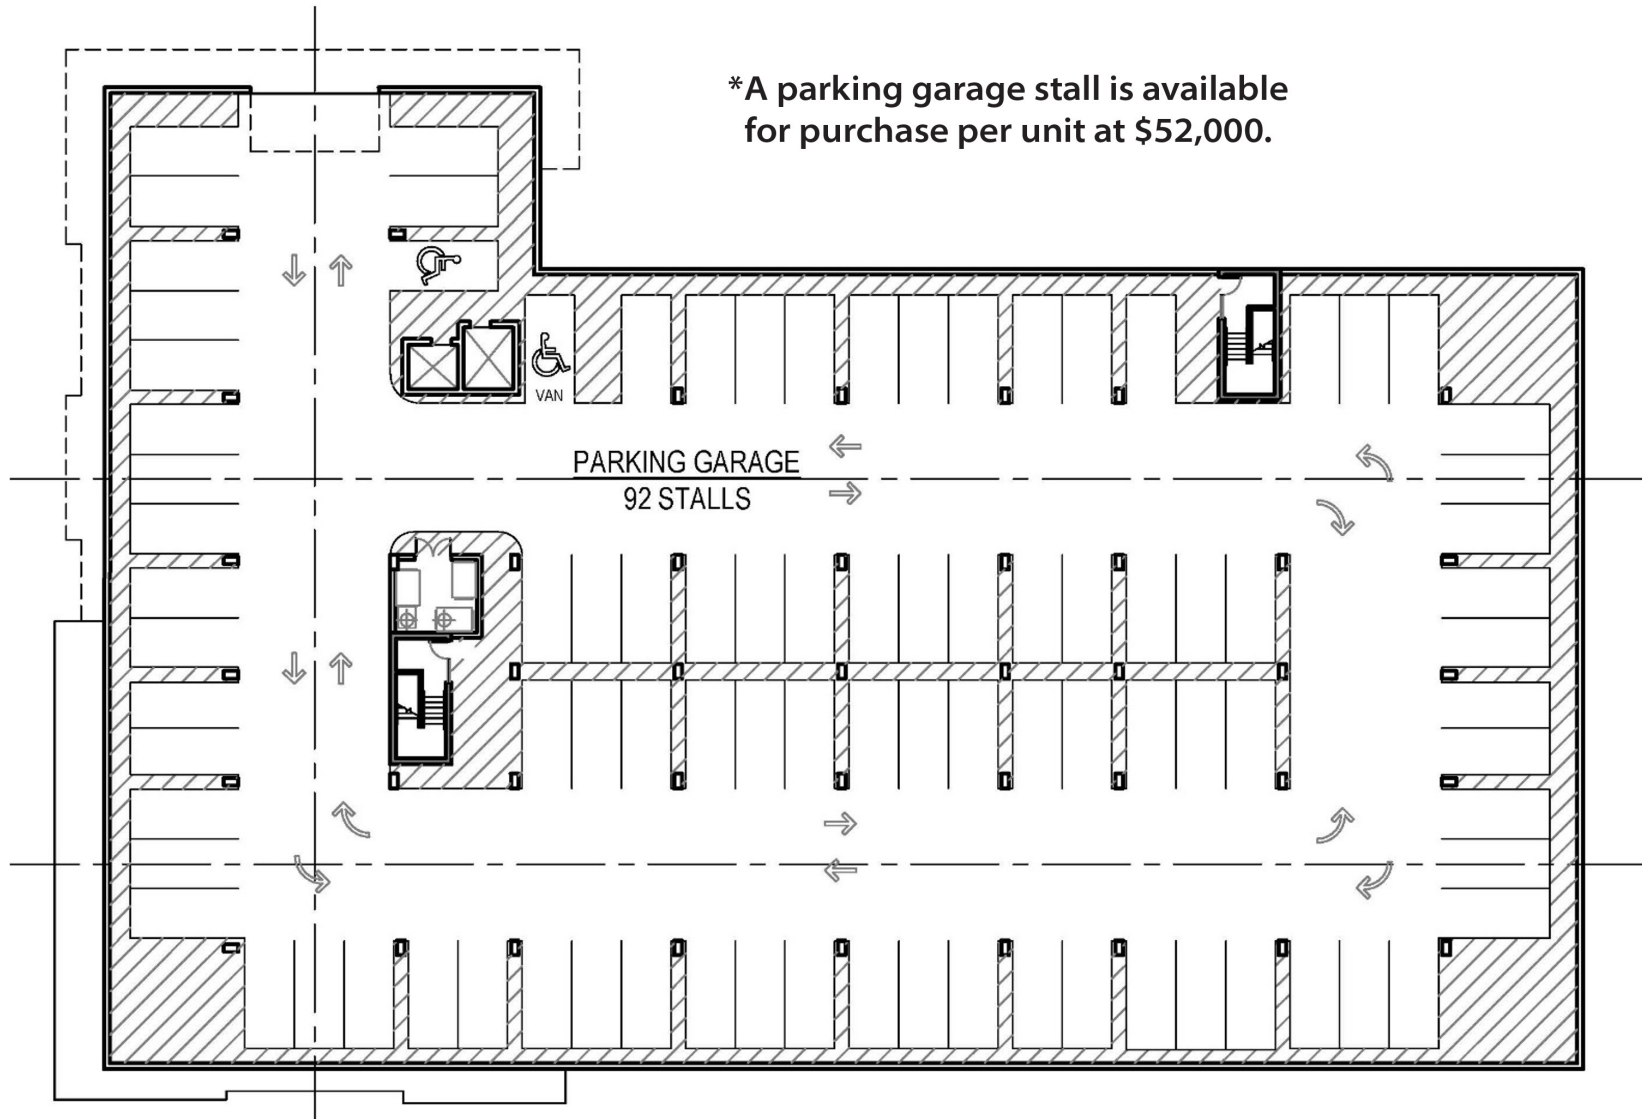 *A parking garage stall is available
for purchase per unit at $52,000.
VAN
PARKING GARAGE
92 STALLS